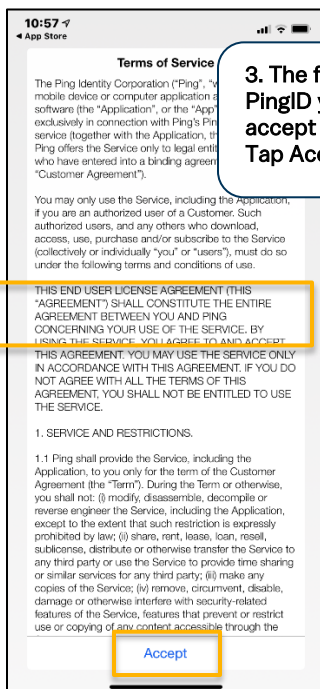 10:57
App Store
Terms of Service
The Ping Identity Corporation ("Ping",
mobile device or computer application
software (the "Application", or the "App"
exclusively in connection with Ping's
service (together with the Application,
Ping offers the Service only to legal
who have entered into a binding
"Customer Agreement").
3. The
PingID
accept
Tap
You may only use the Service, including the Application,
if you are an authorized user of a Customer. Such
authorized users, and any others who download,
access, use, purchase and/or subscribe to the Service
(collectively or individually "you" or "users"), must do so
under the following terms and conditions of use.
THIS END USER LICENSE AGREEMENT (THIS
"AGREEMENT") SHALL CONSTITUTE THE ENTIRE
AGREEMENT BETWEEN YOU AND PING
CONCERNING YOUR USE OF THE SERVICE. BY
USING THE SERVICE, YOU AGREE TO AND ACCEPT
THIS AGREEMENT. YOU MAY USE THE SERVICE ONLY
IN ACCORDANCE WITH THIS AGREEMENT. IF YOU DO
NOT AGREE WITH ALL THE TERMS OF THIS
AGREEMENT, YOU SHALL NOT BE ENTITLED TO USE
THE SERVICE.
1. SERVICE AND RESTRICTIONS.
1.1 Ping shall provide the Service, including the
Application, to you only for the term of the Customer
Agreement (the "Term"). During the Term or otherwise,
you shall not: (i) modify, disassemble, decompile or
reverse engineer the Service, including the Application,
except to the extent that such restriction is expressly
prohibited by law; (ii) share, rent, lease, loan, resell,
sublicense, distribute or otherwise transfer the Service to
any third party or use the Service to provide time sharing
or similar services for any third party; (iii) make any
copies of the Service; (iv) remove, circumvent, disable,
damage or otherwise interfere with security-related
features of the Service, features that prevent or restrict
use or copying of any content accessible through the
Accept